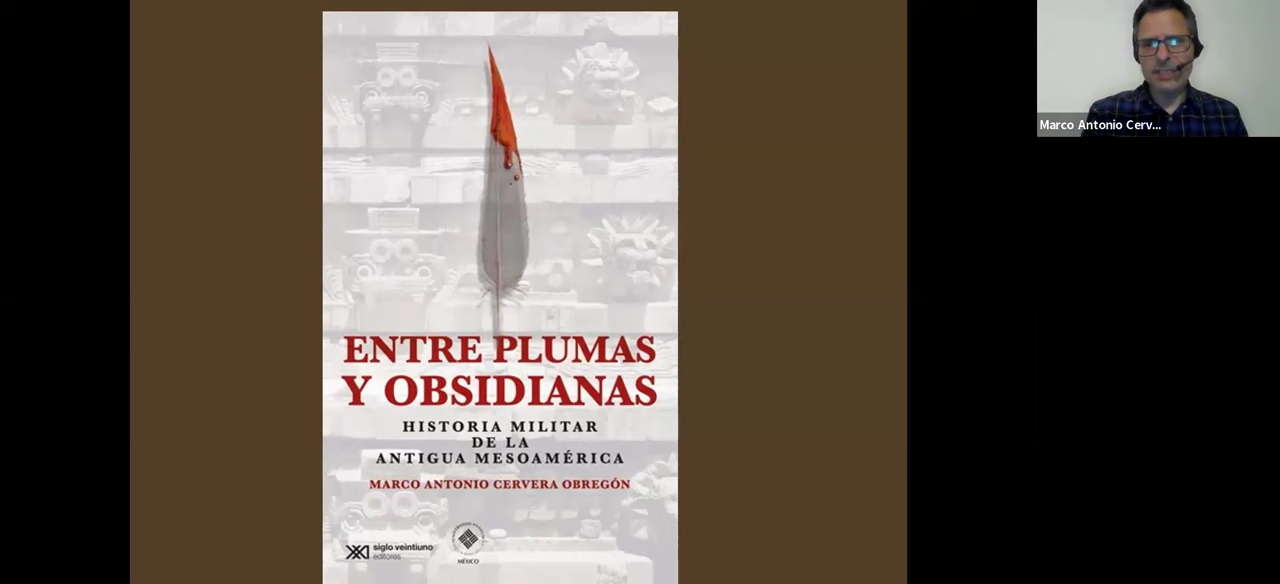 ENTRE PLUMAS
Y OBSIDIANAS
HISTORIA MILITAR
DE LA
ANTIGUA MESOAMÉRICA
MARCO ANTONIO CERVERA OBREGÓN
siglo veintiuno
editores
MÉXICO
Marco Antonio Cerv...